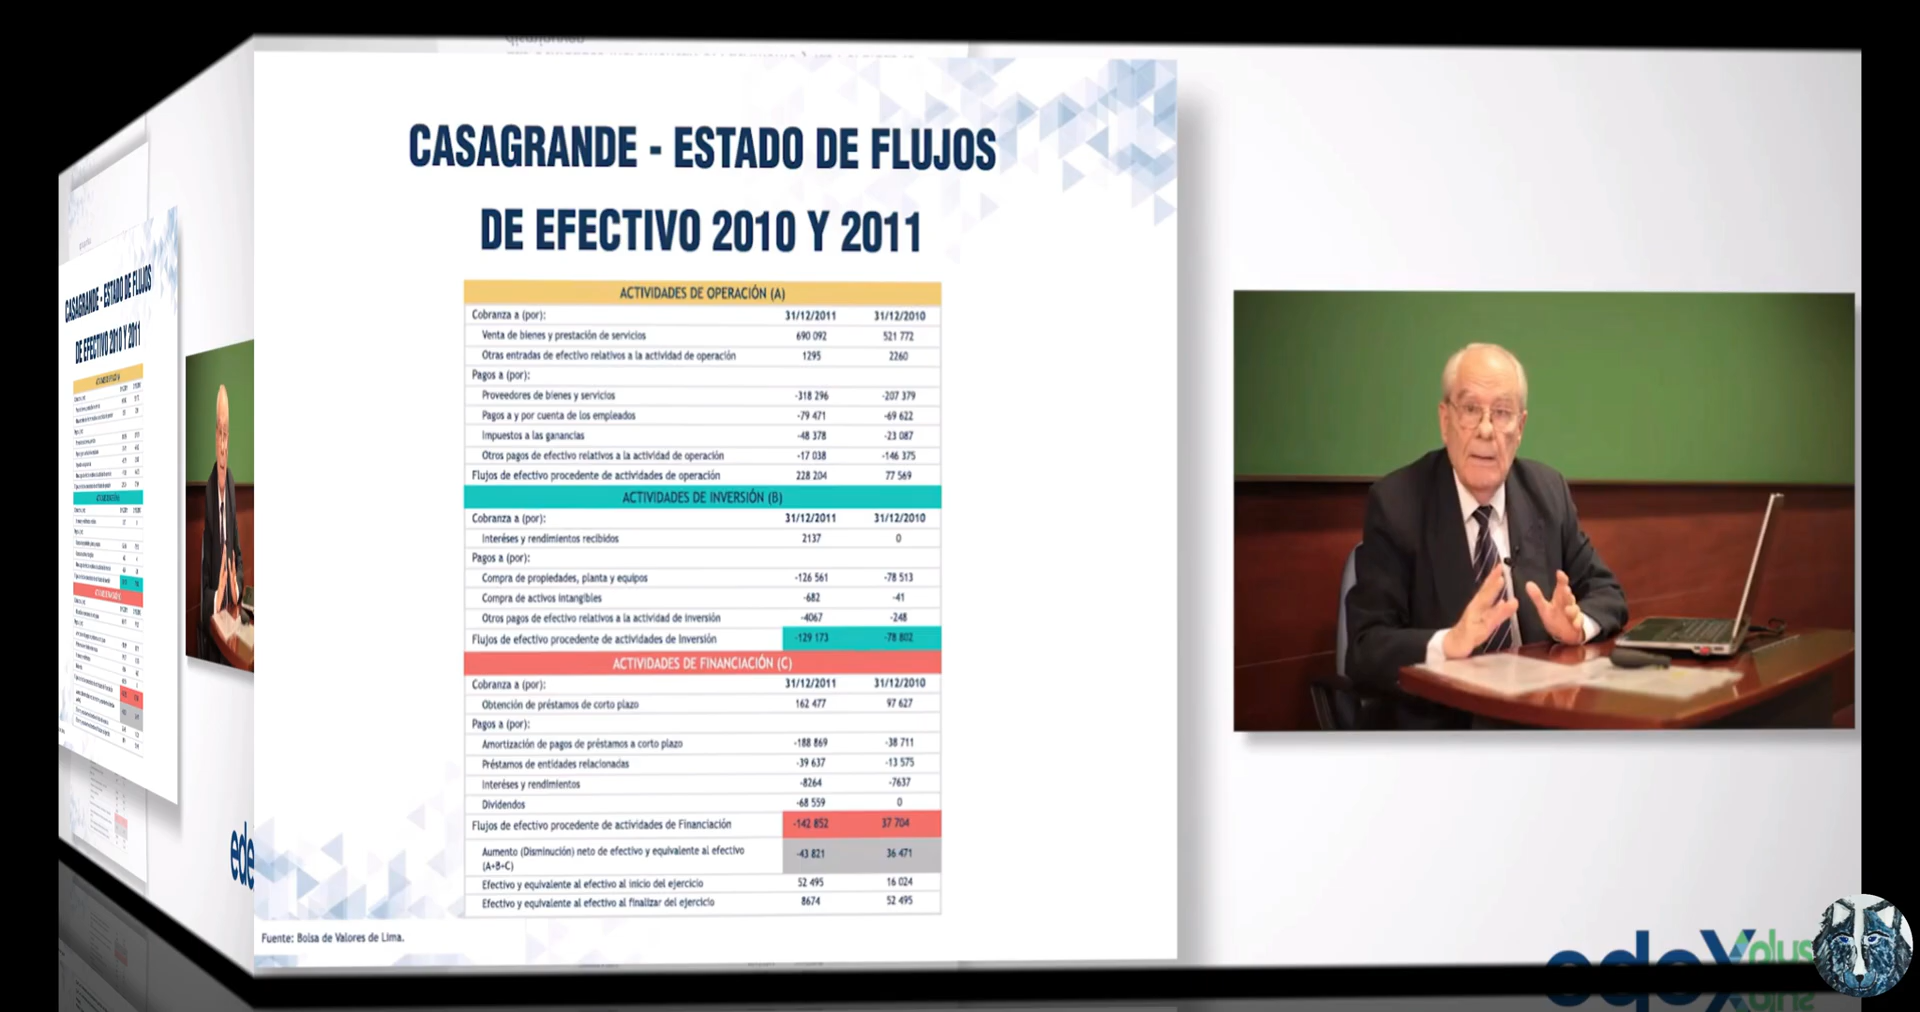 CASAGRANDE - ESTADO DE FLUJOS
DE EFECTIVO 2010 Y 2011
ACTIVIDADES DE OPERACIÓN (A)
Cobranza a (por): 31/12/2011 31/12/2010
Venta de bienes y prestación de servicios 690 092 521 772
Otras entradas de efectivo relativos a la actividad de operación 1295 2260
Pagos a (por):
Proveedores de bienes y servicios -318 296 -207 379
Pagos a y por cuenta de los empleados -79 471 -69 622
Impuestos a las ganancias -48 378 -23 087
Otros pagos de efectivo relativos a la actividad de operación -17 038 -146 375
Flujos de efectivo procedente de actividades de operación 228 204 77 569
ACTIVIDADES DE INVERSIÓN (B)
Cobranza a (por): 31/12/2011 31/12/2010
Interéses y rendimientos recibidos 2137 0
Pagos a (por):
Compra de propiedades, planta y equipos -126 561 -78 513
Compra de activos intangibles -682 -41
Otros pagos de efectivo relativos a la actividad de Inversión -4067 -248
Flujos de efectivo procedente de actividades de Inversión -129 173 -78 802
ACTIVIDADES DE FINANCIACIÓN (C)
Cobranza a (por): 31/12/2011 31/12/2010
Obtención de préstamos de corto plazo 162 477 97 627
Pagos a (por):
Amortización de pagos de préstamos a corto plazo -188 869 -38 711
Préstamos de entidades relacionadas -39 637 -13 575
Interéses y rendimientos -8264 -7637
Dividendos -68 559 0
Flujos de efectivo procedente de actividades de Financiación -142 852 37 704
Aumento (Disminución) neto de efectivo y equivalente al efectivo
(A+B+C) -43 821 36 471
Efectivo y equivalente al efectivo al inicio del ejercicio 52 495 16 024
Efectivo y equivalente al efectivo al finalizar del ejercicio 8674 52 495
Fuente: Bolsa de Valores de Lima.
CASAGRANDE - ESTADO DE FLUJOS
DE EFECTIVO 2010 Y 2011
ede
edeX plus